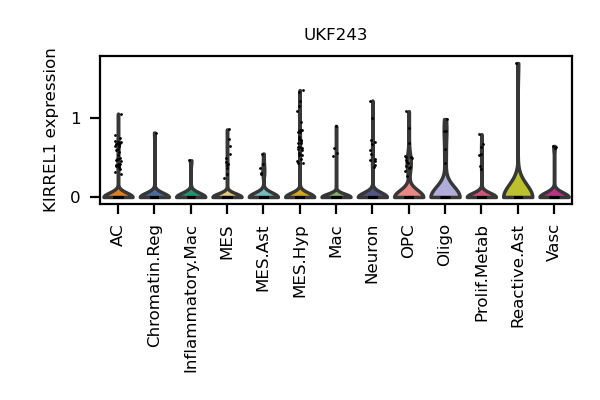 UKF243
KIRREL1 expression
1
0
AC
Chromatin.Reg
Inflammatory.Mac
MES
MES.Ast
MES.Hyp
Mac
Neuron
OPC
Oligo
Prolif.Metab
Reactive.Ast
Vasc